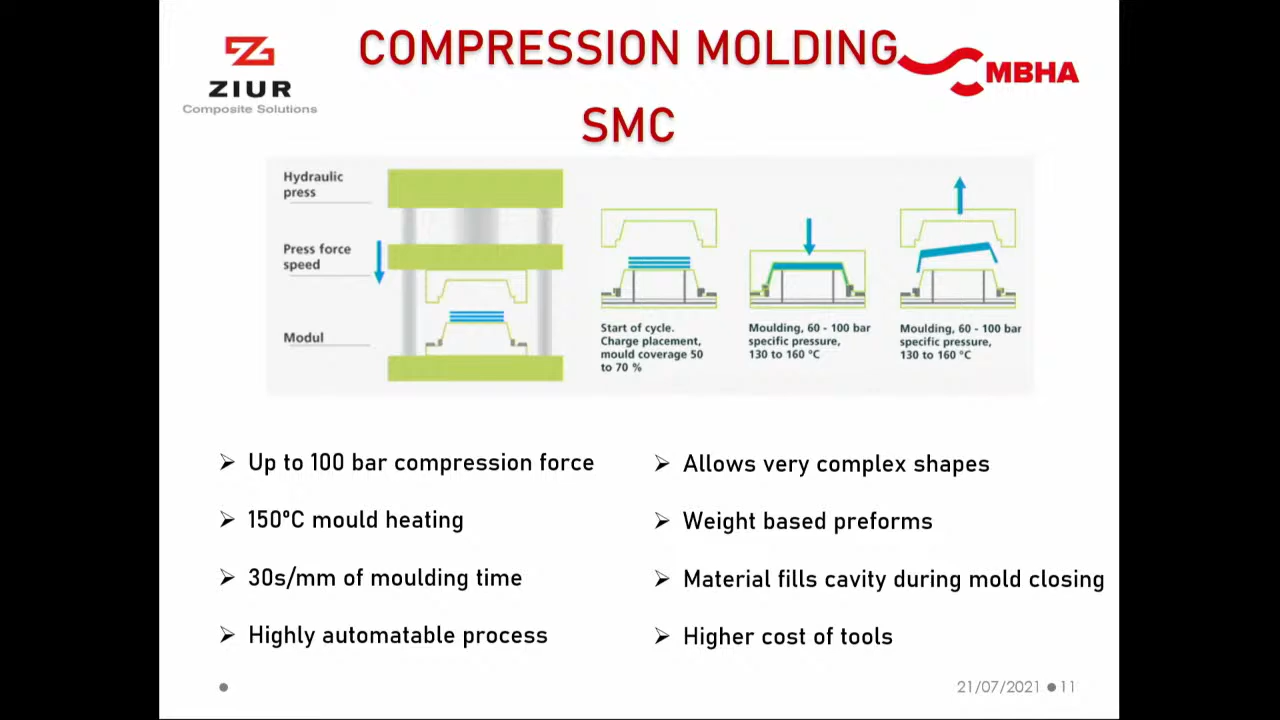 COMPRESSION MOLDING
SMC
ZIUR
Composite Solutions
MBHA
Hydraulic
press
Press force
speed
Modul
Start of cycle.
Charge placement,
mould coverage 50
to 70 %
Moulding, 60 - 100 bar
specific pressure,
130 to 160 °C
Moulding, 60 - 100 bar
specific pressure,
130 to 160 °C
➢ Up to 100 bar compression force
➢ 150ºC mould heating
➢ 30s/mm of moulding time
➢ Highly automatable process
➢ Allows very complex shapes
➢ Weight based preforms
➢ Material fills cavity during mold closing
➢ Higher cost of tools
21/07/2021 ● 11